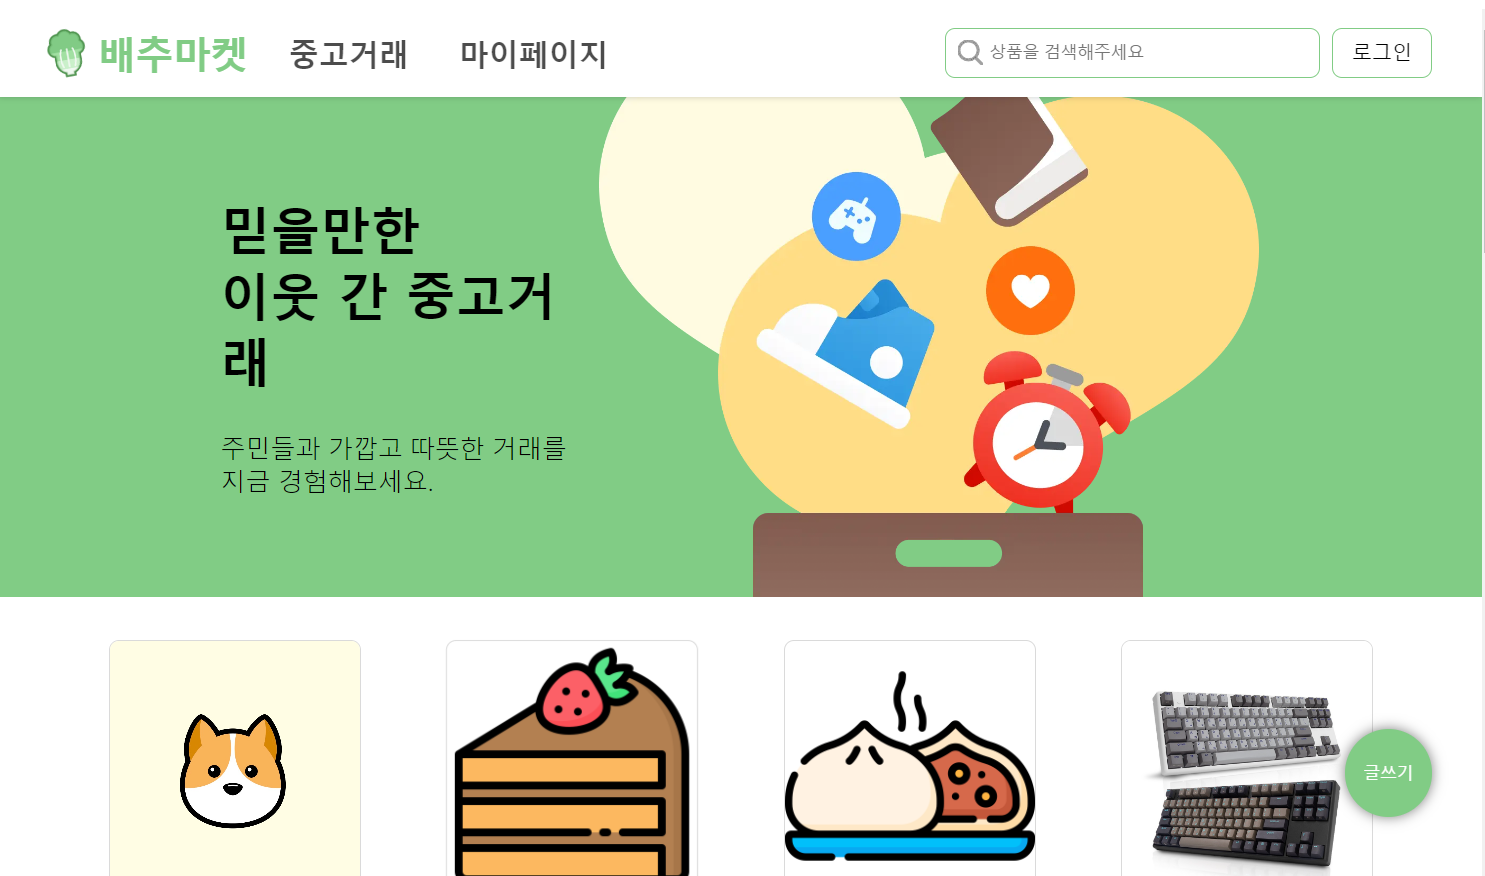 배추마켓 중고거래 마이페이지 상품을 검색해주세요 로그인
믿을만한
이웃 간 중고거
래
주민들과 가깝고 따뜻한 거래를
지금 경험해보세요.
글쓰기